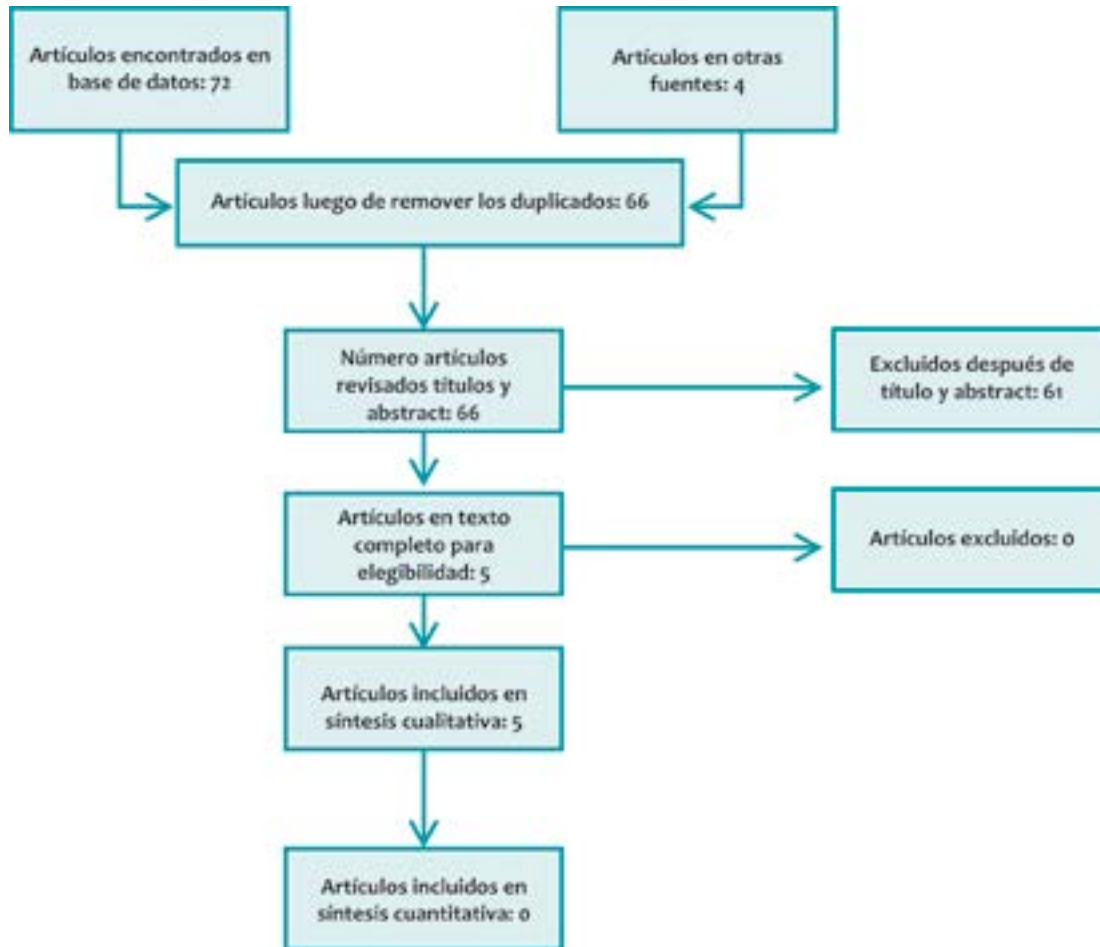 Artículos encontrados en
base de datos: 72
Artículos en otras
fuentes: 4
Artículos luego de remover los duplicados: 66
Número artículos
revisados títulos y
abstract: 66
Excluidos después de
título y abstract: 61
Artículos en texto
completo para
elegibilidad: 5
Artículos excluidos: 0
Artículos incluidos en
síntesis cualitativa: 5
Artículos incluidos en
síntesis cuantitativa: 0